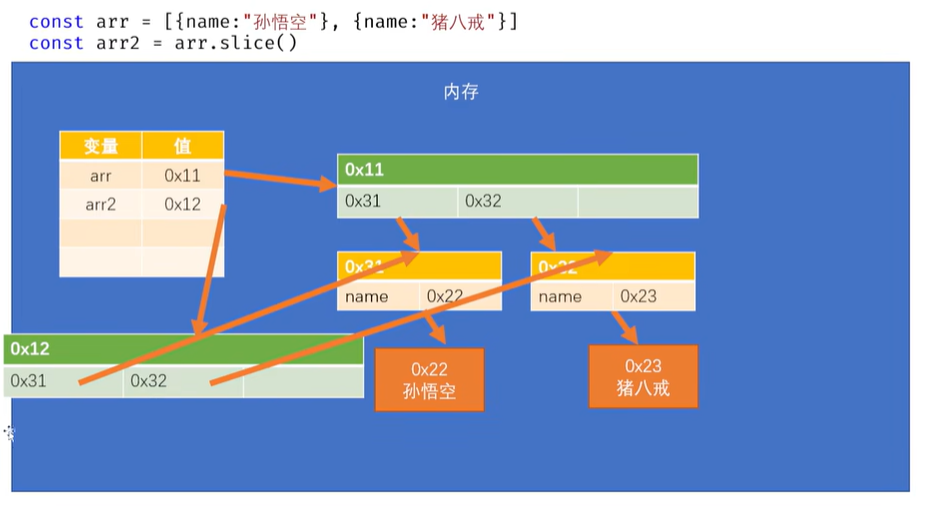 const arr = [{name:"孙悟空"}, {name:"猪八戒"}]
const arr2 = arr.slice()
内存
变量 值
arr 0x11
arr2 0x12
0x11
0x31 0x32
0x31 0x32
name 0x22 name 0x23
0x12
0x31 0x32
0x22
孙悟空
0x23
猪八戒